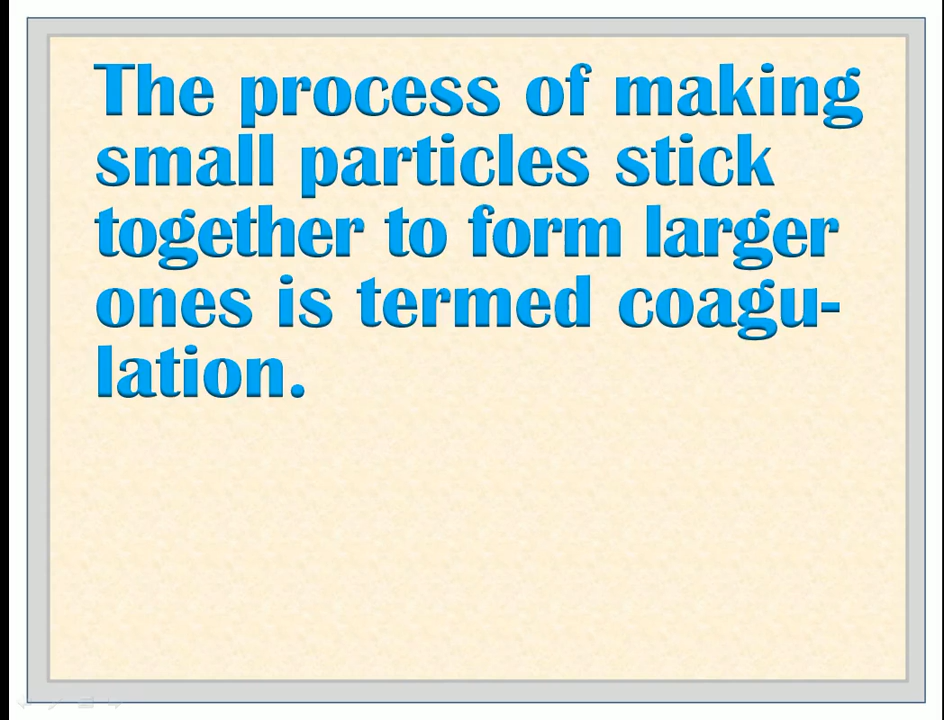 The process of making
small particles stick
together to form larger
ones is termed coagu-
lation.